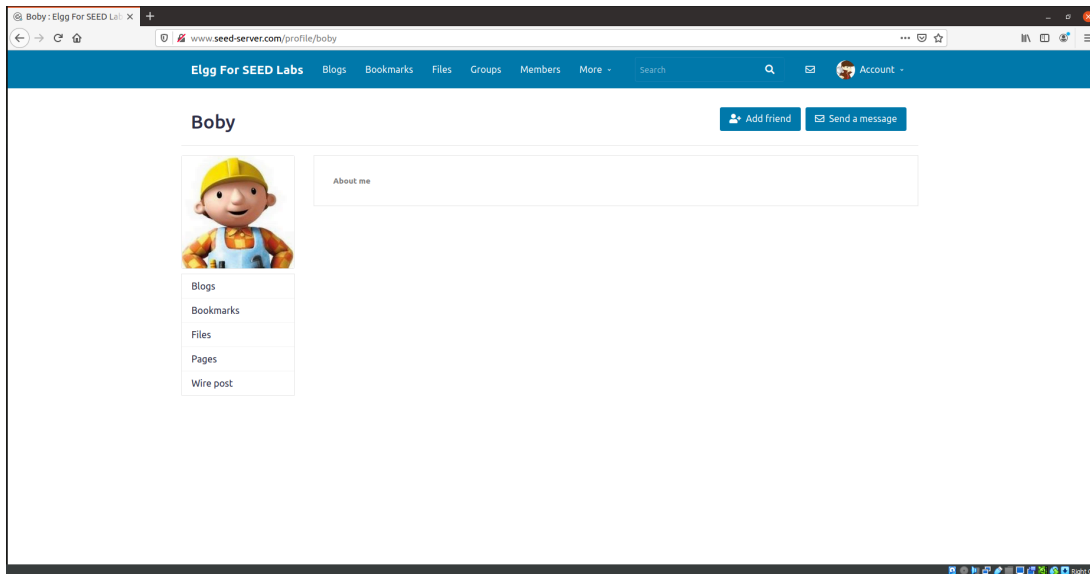 Boby : Elgg For SEED Lab
www.seed-server.com/profile/boby
Elgg For SEED Labs Blogs Bookmarks Files Groups Members More Search Account
Boby Add friend Send a message
About me
Blogs
Bookmarks
Files
Pages
Wire post
Right